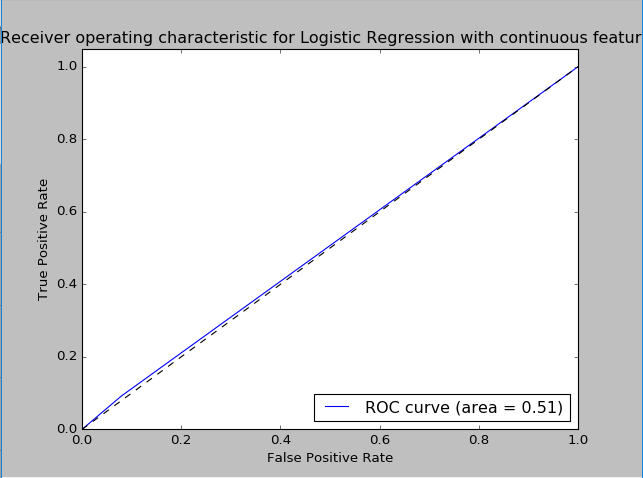 Receiver operating characteristic for Logistic Regression with continuous featur
1.0
0.8
0.6
0.4
0.2
0.0
True Positive Rate
ROC curve (area = 0.51)
0.0 0.2 0.4 0.6 0.8 1.0
False Positive Rate